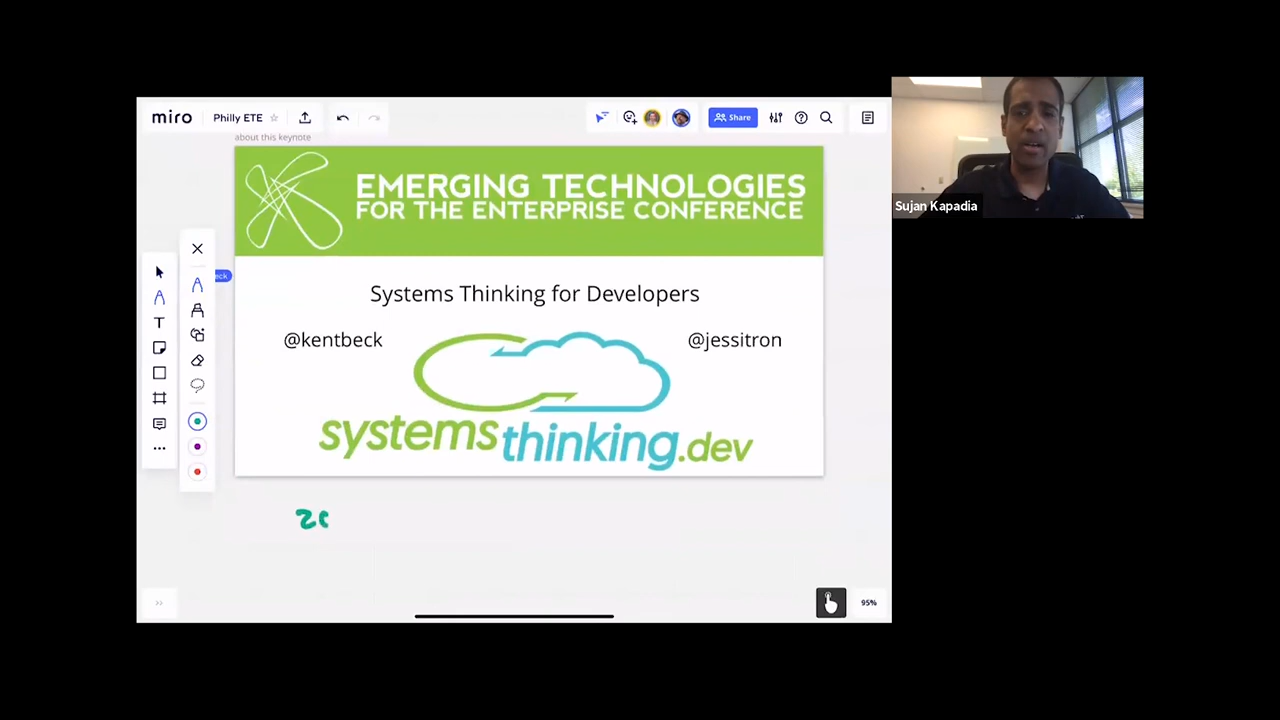 miro
Philly ETE
Share
about this keynote
EMERGING TECHNOLOGIES
FOR THE ENTERPRISE CONFERENCE
eck
Systems Thinking for Developers
@kentbeck
@jessitron
systemsthinking.dev
T
95%
Sujan Kapadia